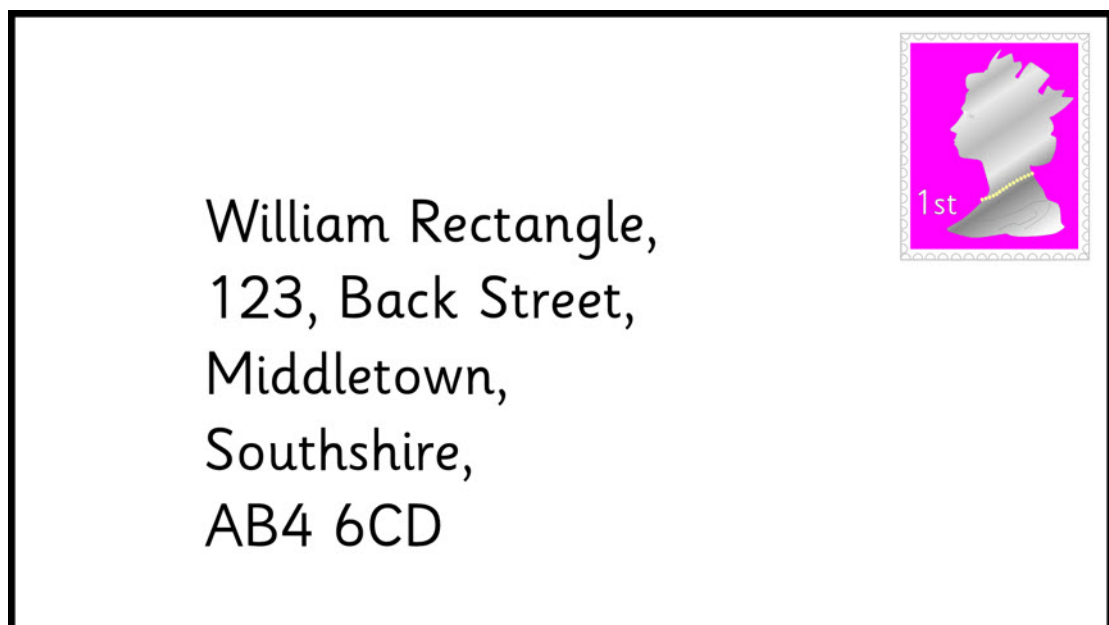 1st
William Rectangle,
123, Back Street,
Middletown,
Southshire,
AB4 6CD